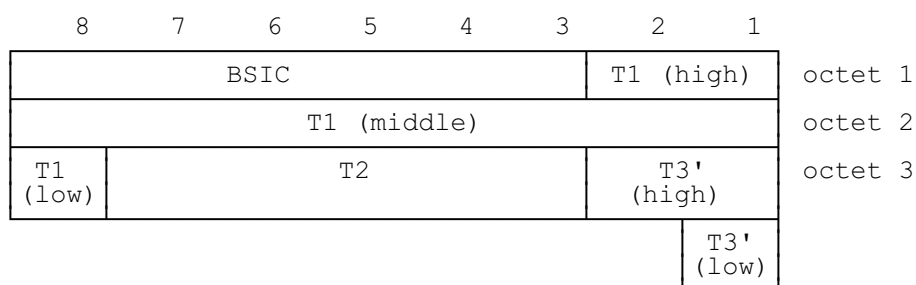 8 7 6 5 4 3 2 1
BSIC T1 (high) octet 1
T1 (middle) octet 2
T1 T2 T3' octet 3
(low) (high)
T3'
(low)